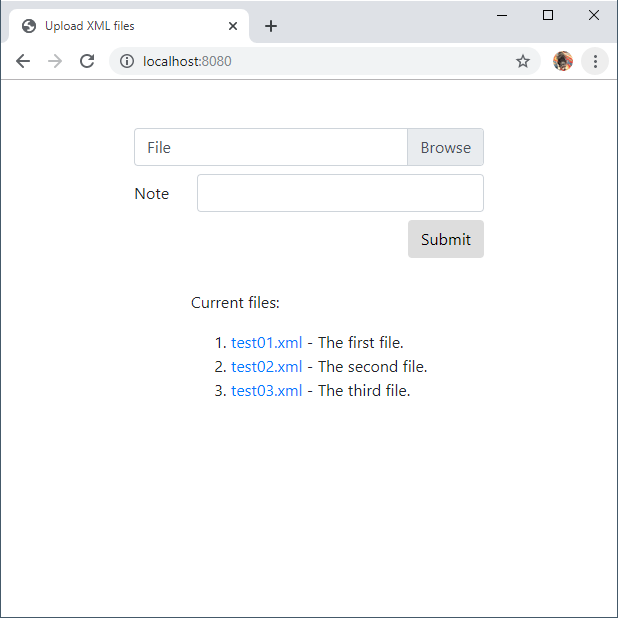 Upload XML files
localhost:8080
File Browse
Note
Submit
Current files:
1. test01.xml - The first file.
2. test02.xml - The second file.
3. test03.xml - The third file.